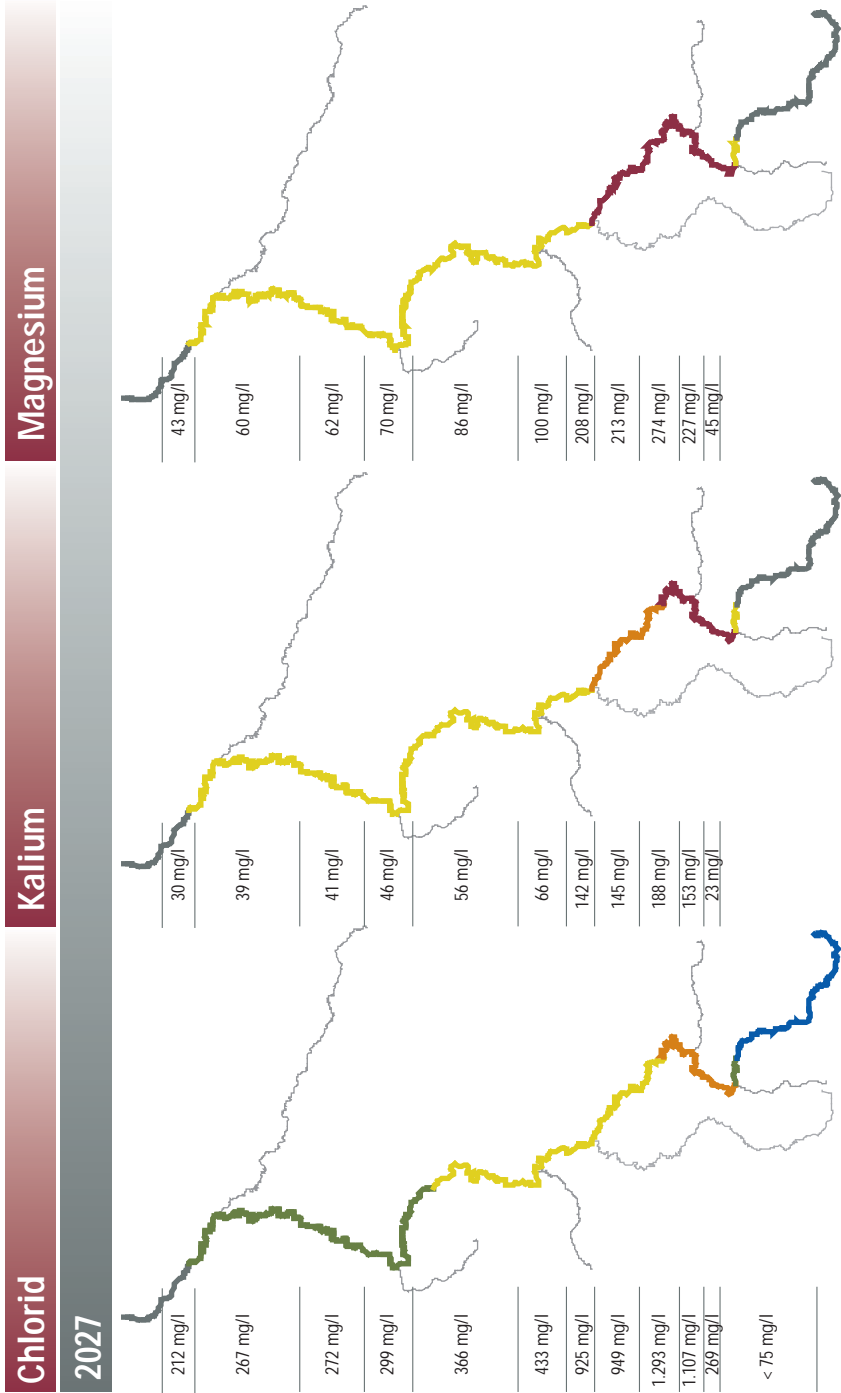 Chlorid
Kalium
Magnesium
2027
212 mg/l
267 mg/l
272 mg/l
299 mg/l
366 mg/l
433 mg/l
925 mg/l
949 mg/l
1.293 mg/l
1.107 mg/l
269 mg/l
< 75 mg/l
30 mg/l
39 mg/l
41 mg/l
46 mg/l
56 mg/l
66 mg/l
142 mg/l
145 mg/l
188 mg/l
153 mg/l
23 mg/l
43 mg/l
60 mg/l
62 mg/l
70 mg/l
86 mg/l
100 mg/l
208 mg/l
213 mg/l
274 mg/l
227 mg/l
45 mg/l